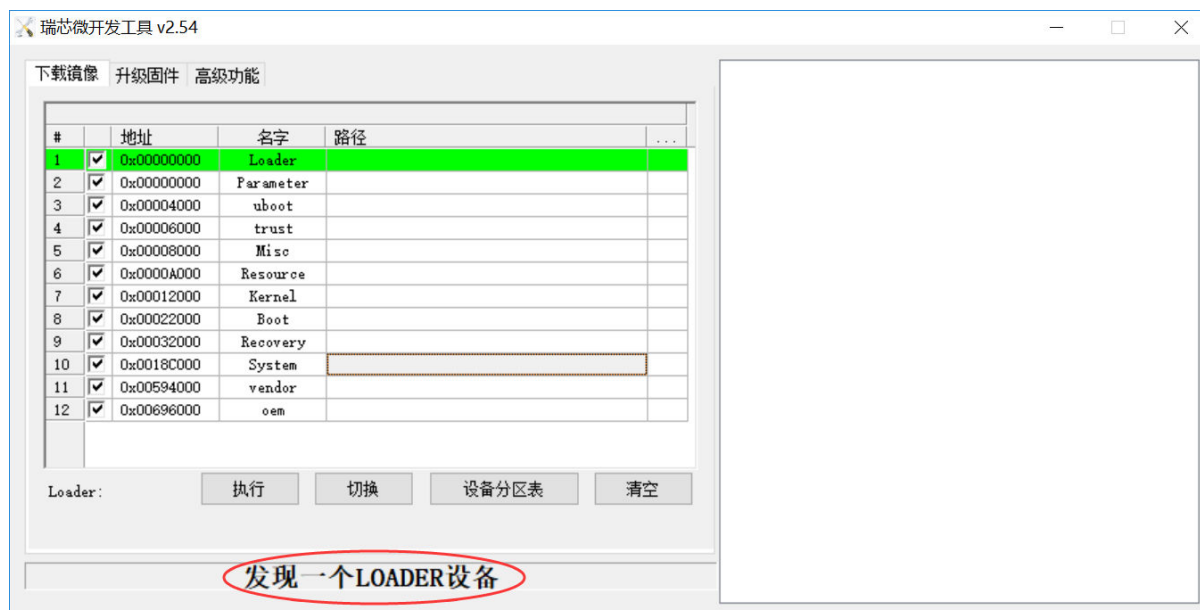 瑞芯微开发工具 v2.54
下载镜像 升级固件 高级功能
# 地址 名字 路径 ...
1 0x00000000 Loader
2 0x00000000 Parameter
3 0x00004000 uboot
4 0x00006000 trust
5 0x00008000 Misc
6 0x0000A000 Resource
7 0x00012000 Kernel
8 0x00022000 Boot
9 0x00032000 Recovery
10 0x0018C000 System
11 0x00594000 vendor
12 0x00696000 oem
Loader: 执行 切换 设备分区表 清空
发现一个LOADER设备